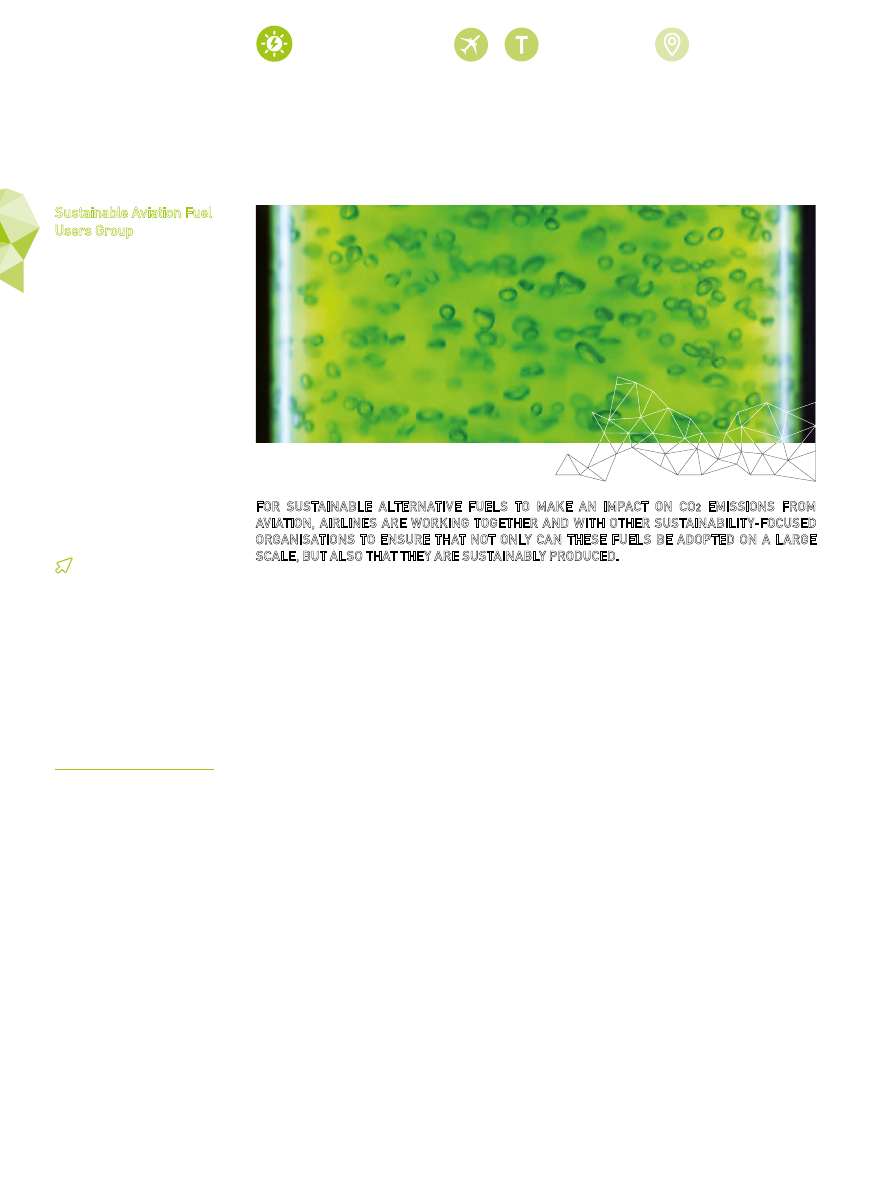 T
Sustainable Aviation Fuel
Users Group
FOR SUSTAINABLE ALTERNATIVE FUELS TO MAKE AN IMPACT ON CO2 EMISSIONS FROM
AVIATION, AIRLINES ARE WORKING TOGETHER AND WITH OTHER SUSTAINABILITY-FOCUSED
ORGANISATIONS TO ENSURE THAT NOT ONLY CAN THESE FUELS BE ADOPTED ON A LARGE
SCALE, BUT ALSO THAT THEY ARE SUSTAINABLY PRODUCED.